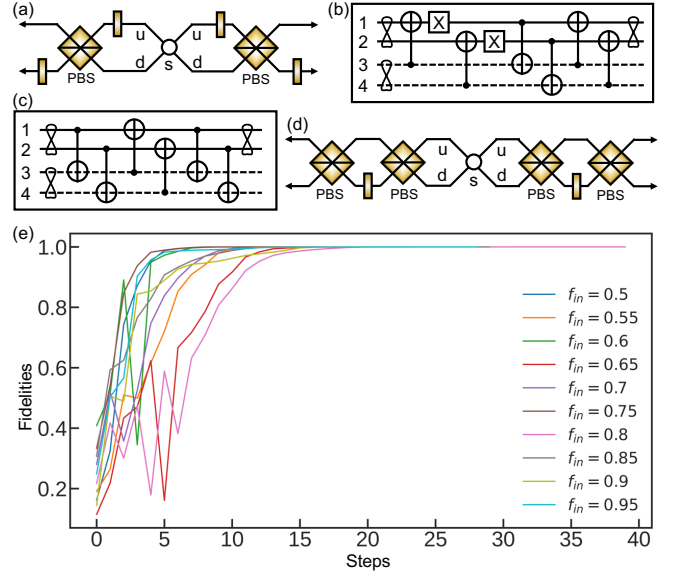 (a)
u u
d s d
PBS PBS
(b)
1 X
2 X
3
4
(c)
1
2
3
4
(d)
u u
d s d
PBS PBS PBS PBS
(e)
1.0
0.8
0.6
0.4
0.2
Fidelities
f_in = 0.5
f_in = 0.55
f_in = 0.6
f_in = 0.65
f_in = 0.7
f_in = 0.75
f_in = 0.8
f_in = 0.85
f_in = 0.9
f_in = 0.95
0 5 10 15 20 25 30 35 40
Steps